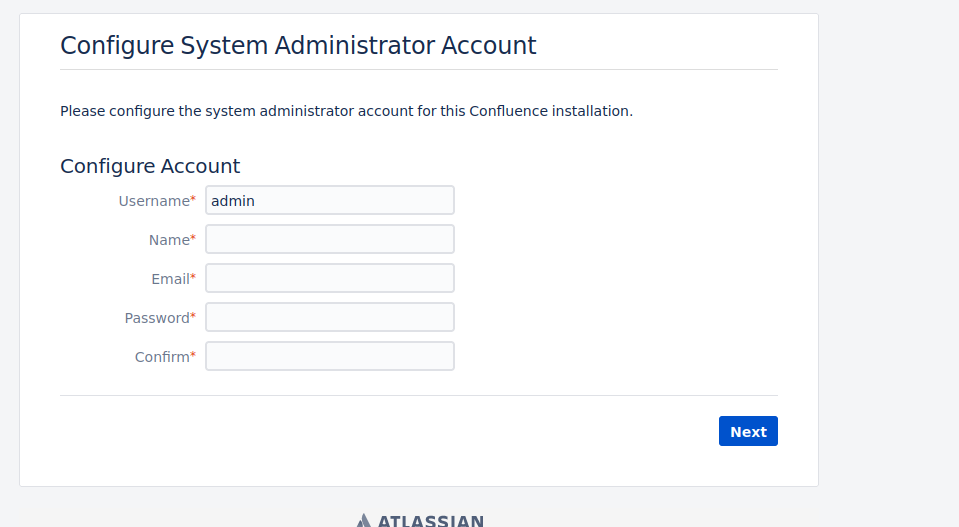 Configure System Administrator Account
Please configure the system administrator account for this Confluence installation.
Configure Account
Username* admin
Name*
Email*
Password*
Confirm*
Next
ATLASSIAN